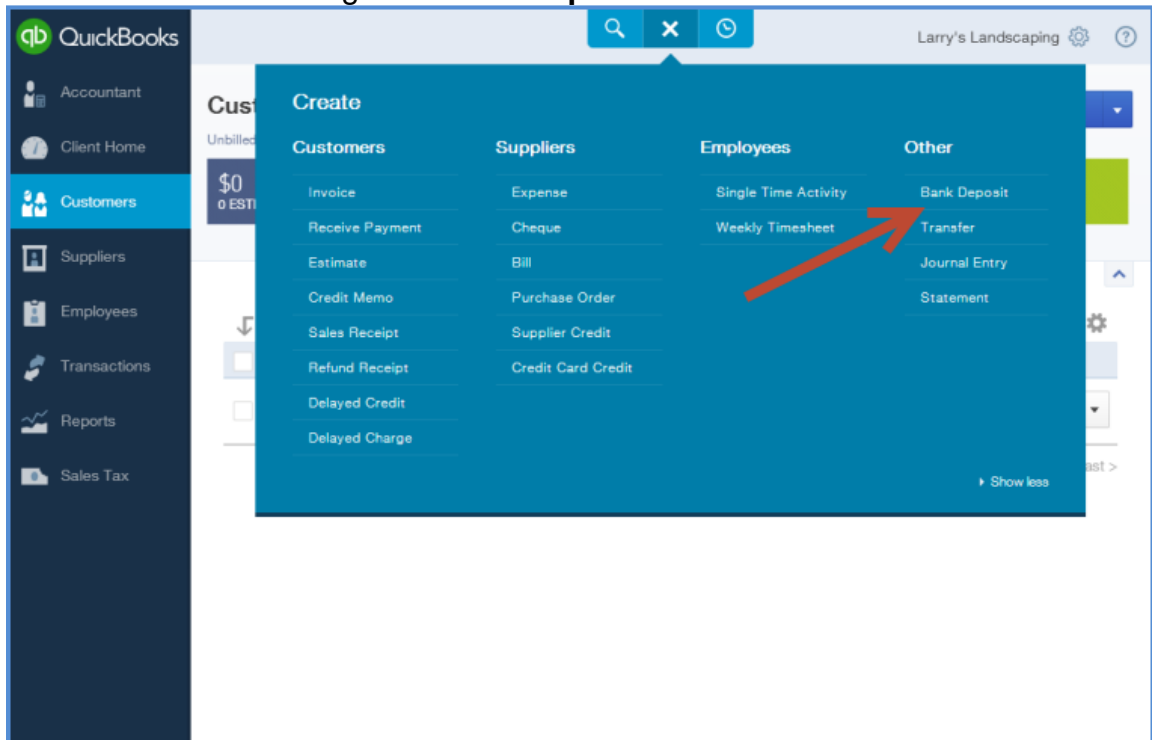 QuickBooks
Larry's Landscaping
Accountant
Client Home
Customers
Suppliers
Employees
Transactions
Reports
Sales Tax
Unbilled
$0
Create
Customers
Invoice
Receive Payment
Estimate
Credit Memo
Sales Receipt
Refund Receipt
Delayed Credit
Delayed Charge
Suppliers
Expense
Cheque
Bill
Purchase Order
Supplier Credit
Credit Card Credit
Employees
Single Time Activity
Weekly Timesheet
Other
Bank Deposit
Transfer
Journal Entry
Statement
Show less